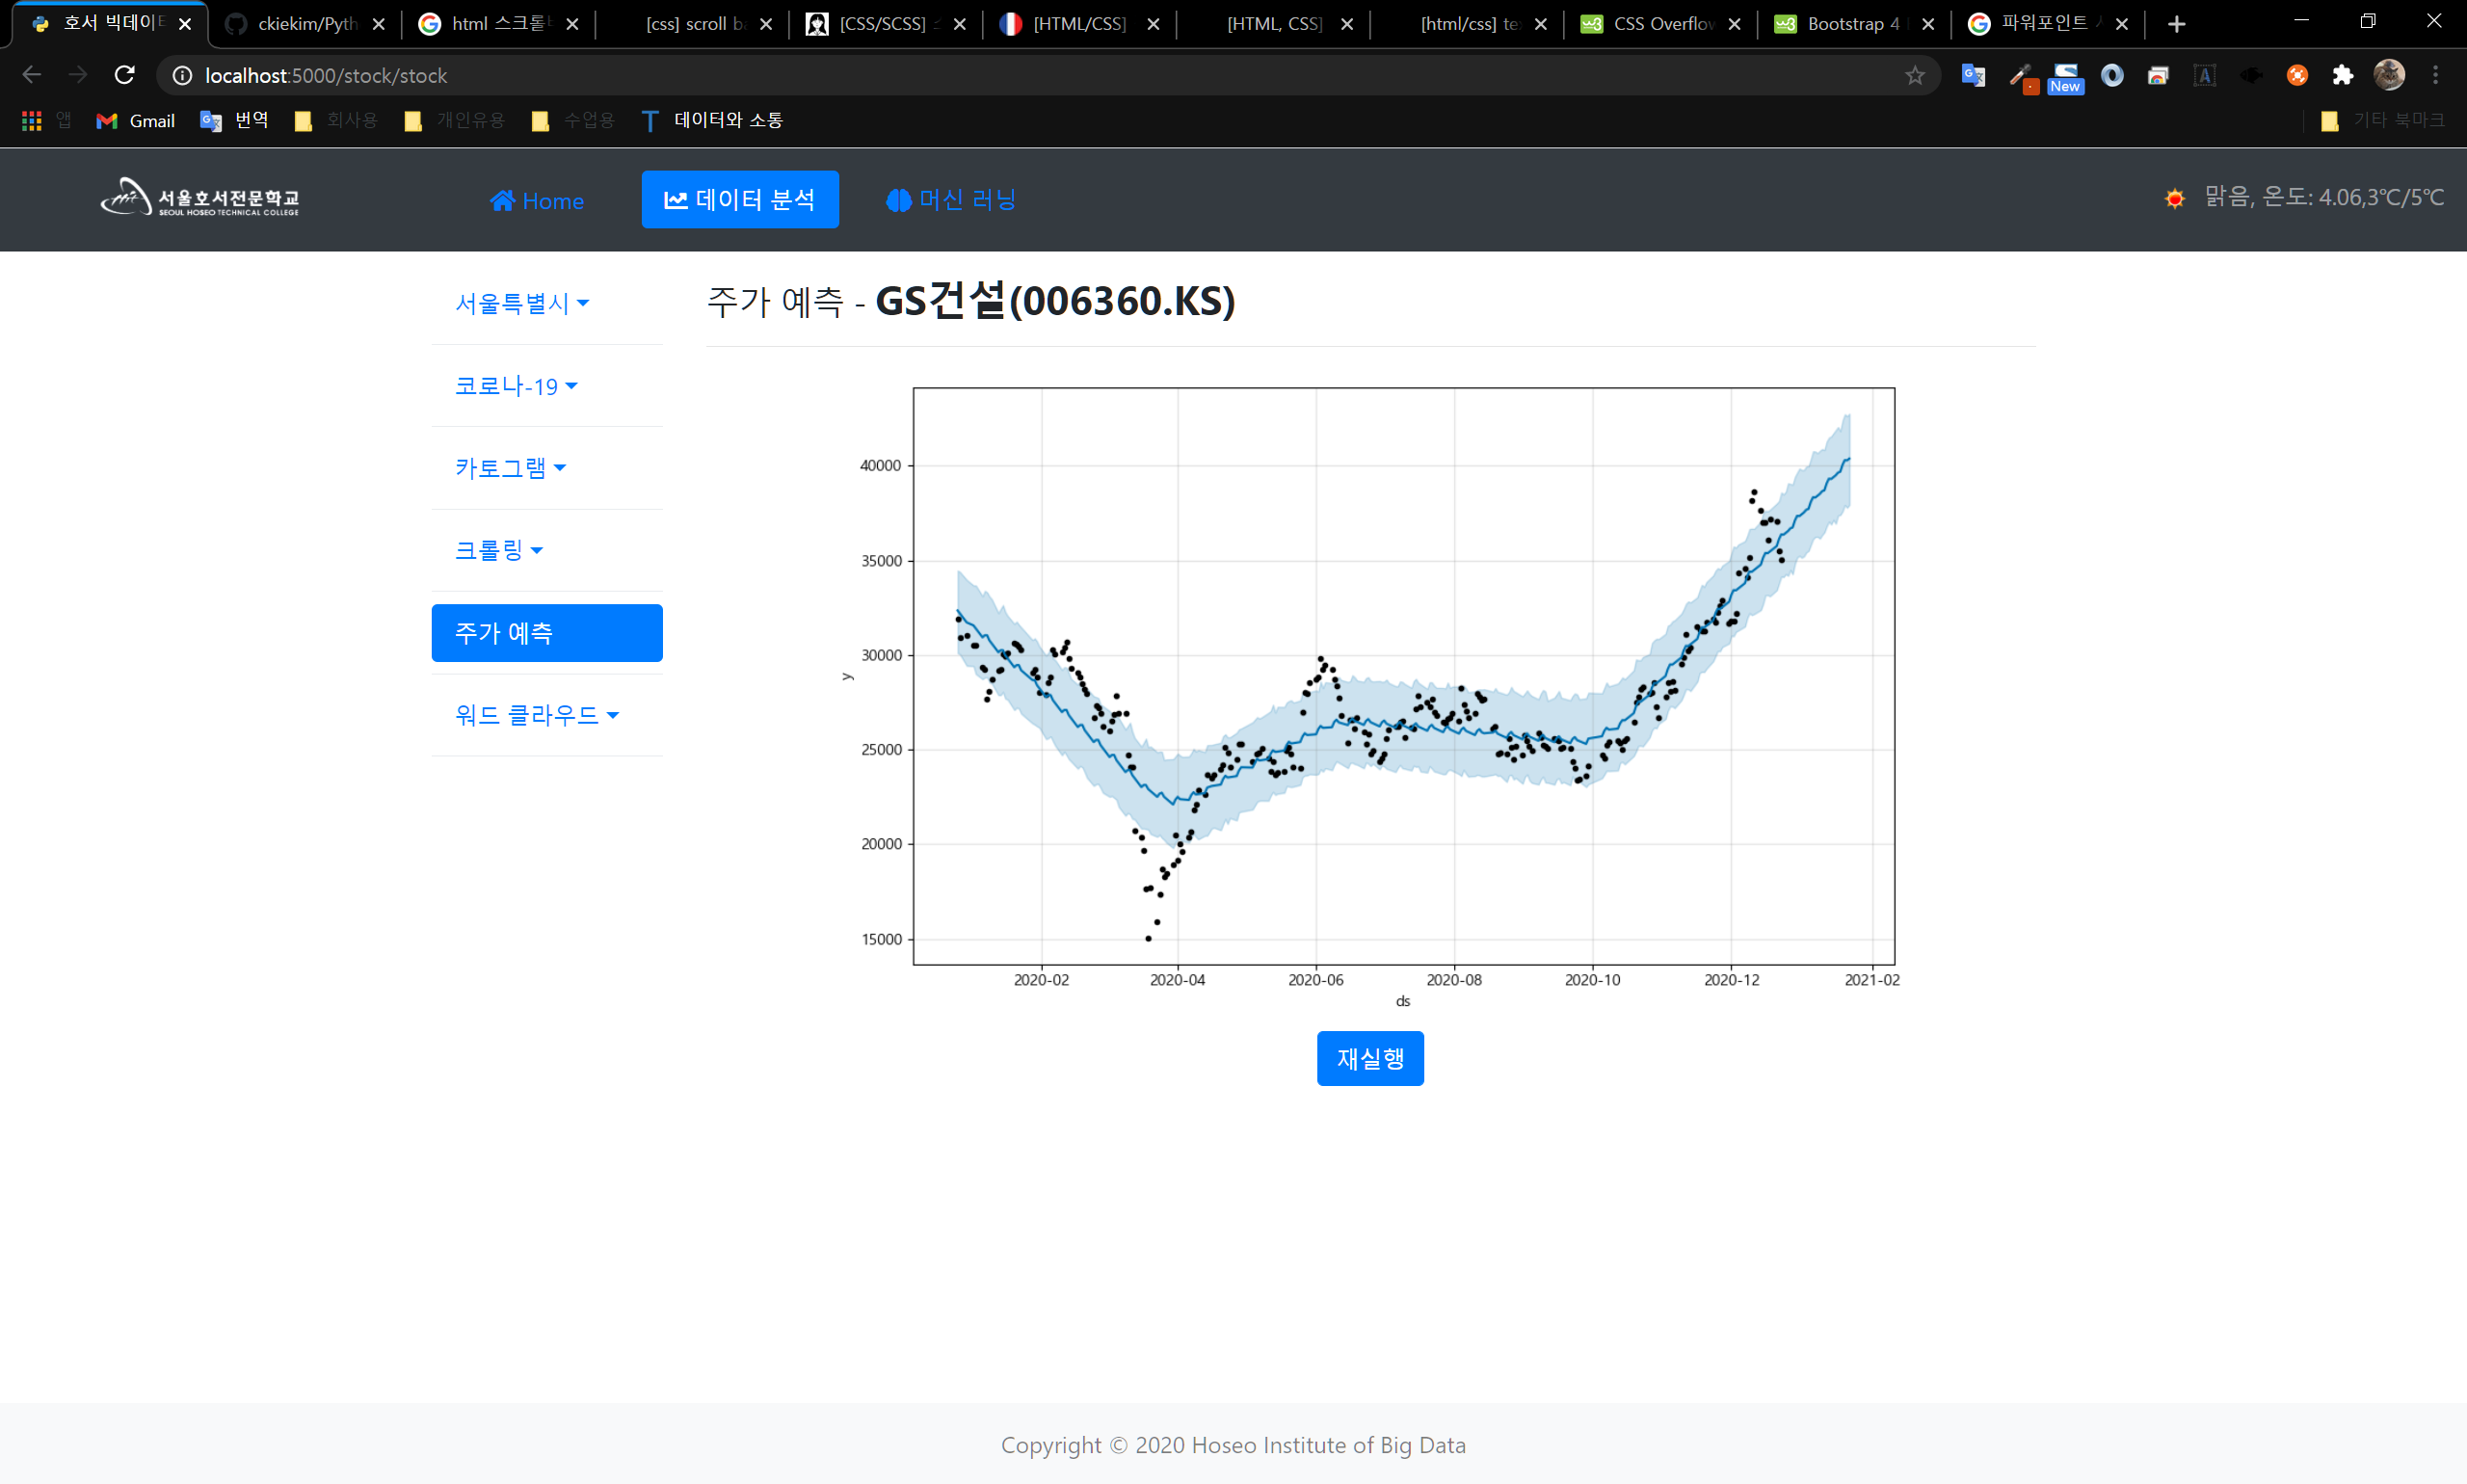 호서 빅데이터
ckiekim/Pyth
html 스크롤
[css] scroll ba
[CSS/SCSS]
[HTML/CSS]
[HTML, CSS]
[html/css] te
CSS Overflow
Bootstrap 4
파워포인트
localhost:5000/stock/stock
New
앱
Gmail
번역
회사용
개인유용
수업용
데이터와 소통
기타 북마크
서울호서전문학교
SEOUL HOSEO TECHNICAL COLLEGE
Home
데이터 분석
머신 러닝
맑음, 온도: 4.06,3℃/5℃
서울특별시
코로나-19
카토그램
크롤링
주가 예측
워드 클라우드
주가 예측 - GS건설(006360.KS)
40000
35000
30000
25000
20000
15000
y
2020-02 2020-04 2020-06 2020-08 2020-10 2020-12 2021-02
ds
재실행
Copyright © 2020 Hoseo Institute of Big Data